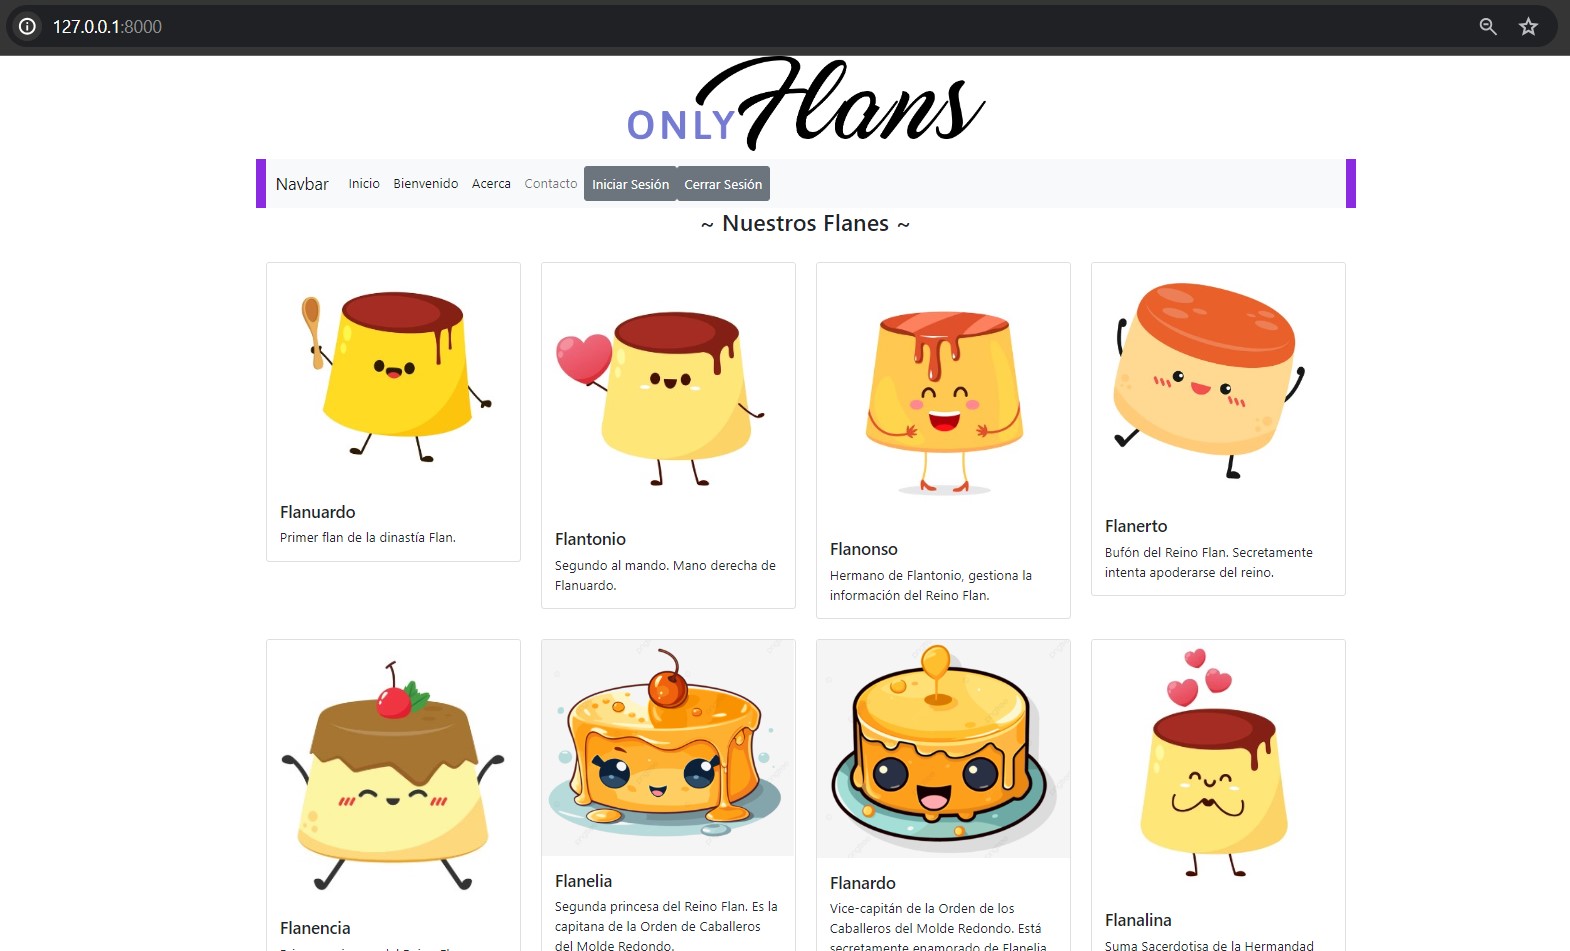 127.0.0.1:8000
ONLY Flans
Navbar Inicio Bienvenido Acerca Contacto Iniciar Sesión Cerrar Sesión
~ Nuestros Flanes ~
Flanuardo
Primer flan de la dinastía Flan.
Flantonio
Segundo al mando. Mano derecha de
Flanuardo.
Flanonso
Hermano de Flantonio, gestiona la
información del Reino Flan.
Flanerto
Bufón del Reino Flan. Secretamente
intenta apoderarse del reino.
Flanencia
Flanelia
Segunda princesa del Reino Flan. Es la
capitana de la Orden de Caballeros
del Molde Redondo.
Flanardo
Vice-capitán de la Orden de los
Caballeros del Molde Redondo. Está
secretamente enamorado de Flanelia
Flanalina
Suma Sacerdotisa de la Hermandad